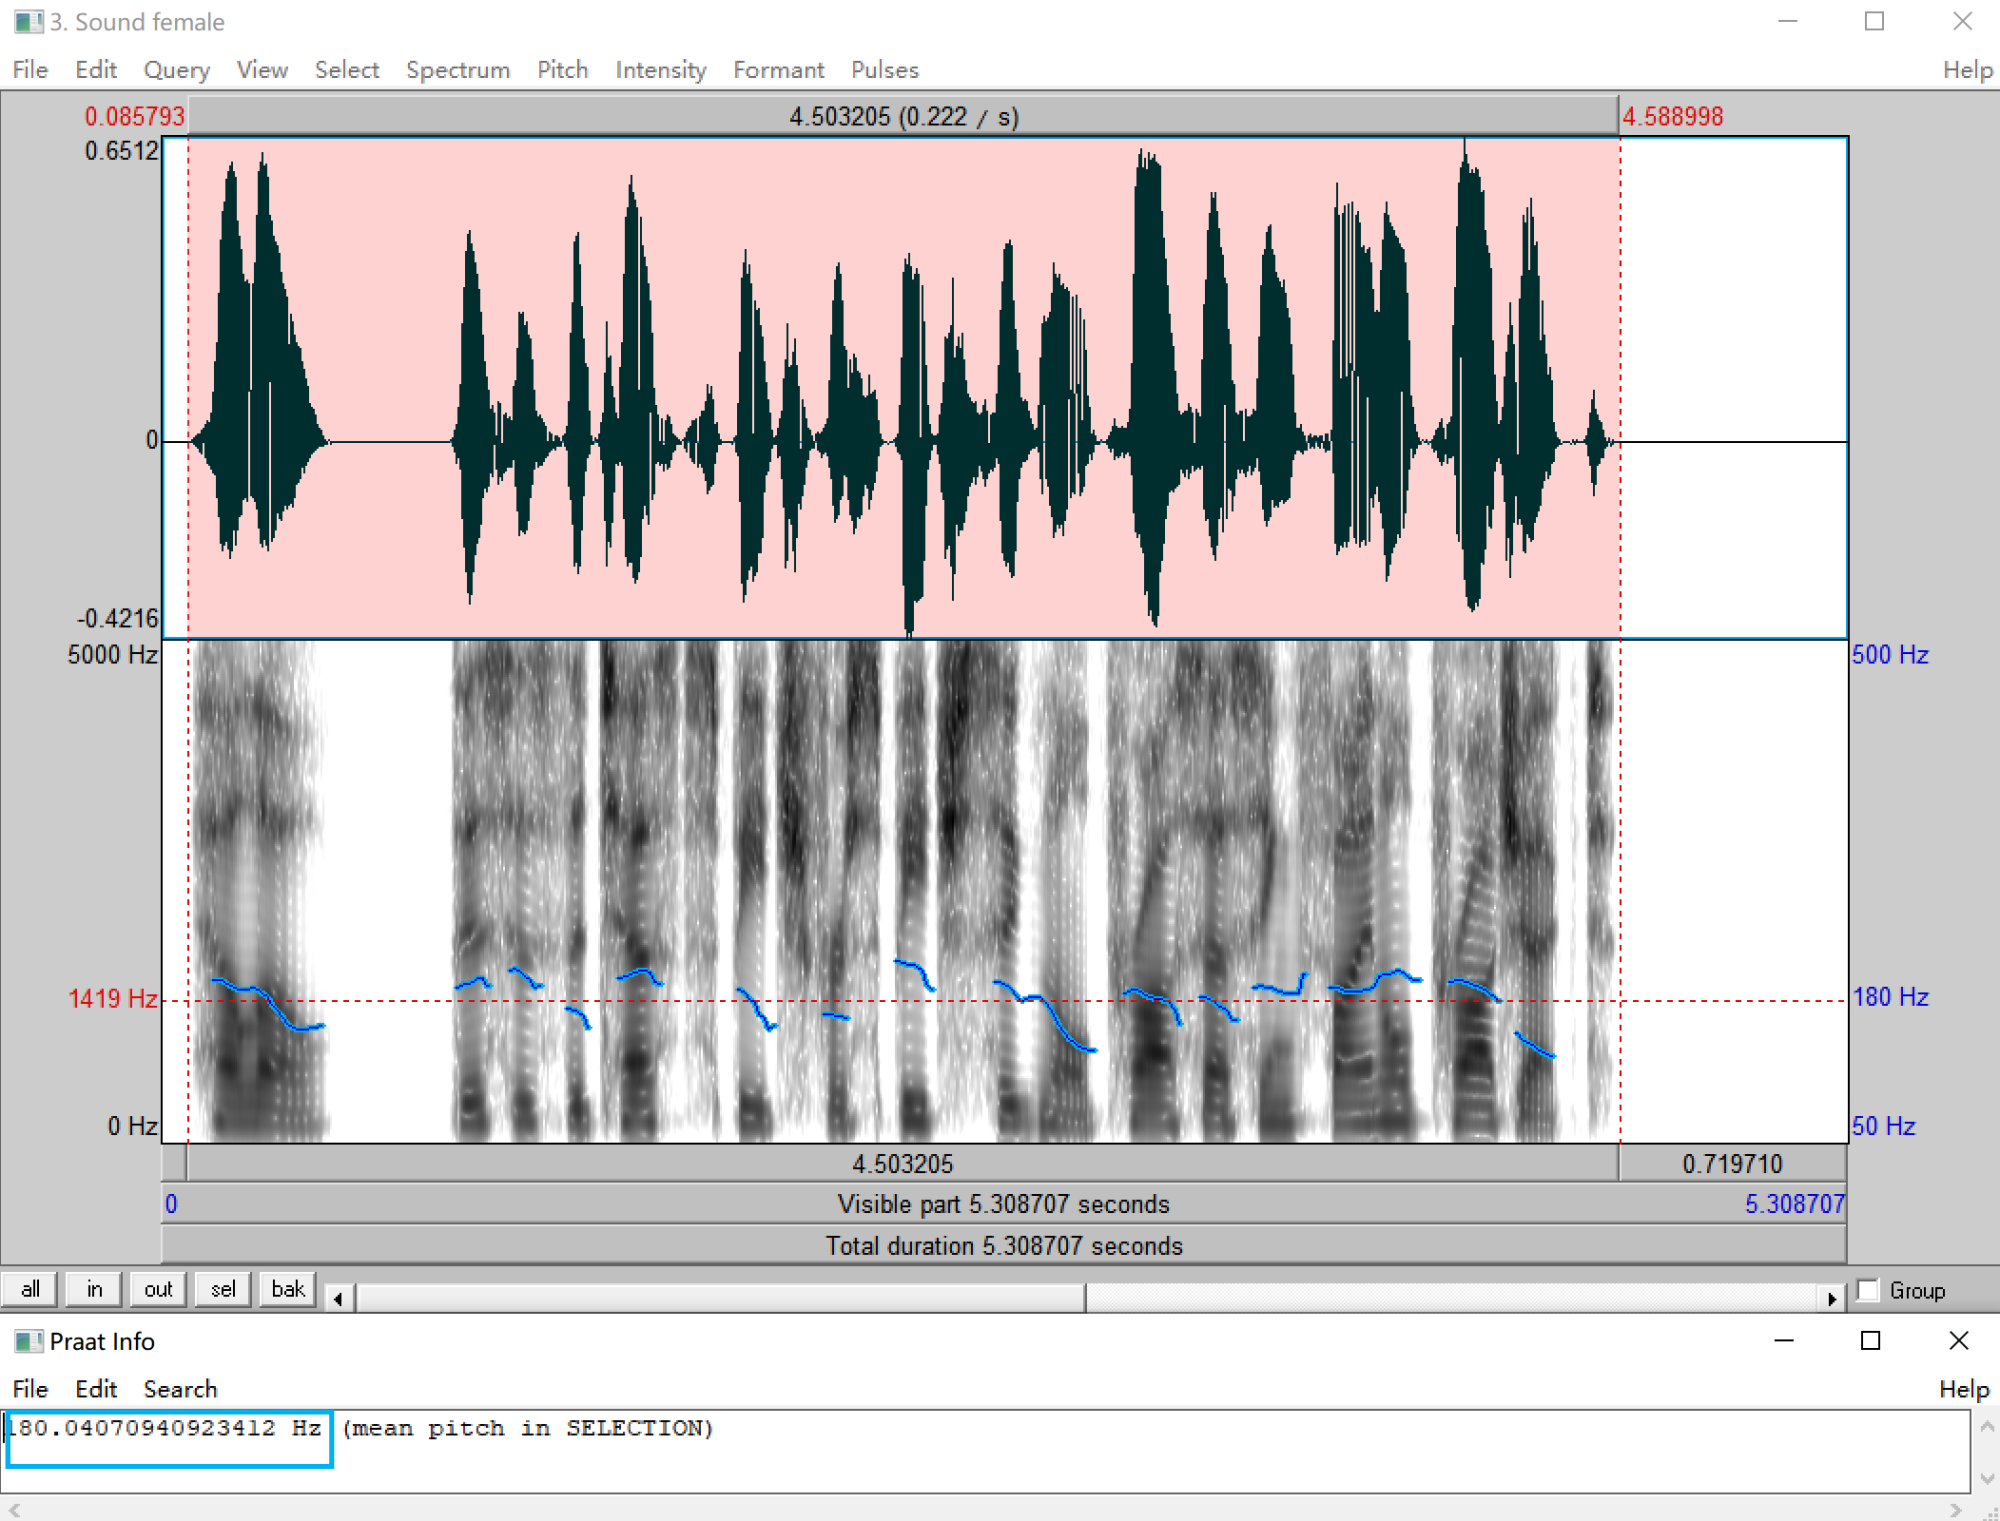 3. Sound female
File Edit Query View Select Spectrum Pitch Intensity Formant Pulses Help
0.085793 4.503205 (0.222 / s) 4.588998
0.6512
0
-0.4216
5000 Hz 500 Hz
1419 Hz 180 Hz
0 Hz 50 Hz
4.503205 0.719710
0 Visible part 5.308707 seconds 5.308707
Total duration 5.308707 seconds
all in out sel bak Group
Praat Info
File Edit Search Help
180.04070940923412 Hz (mean pitch in SELECTION)